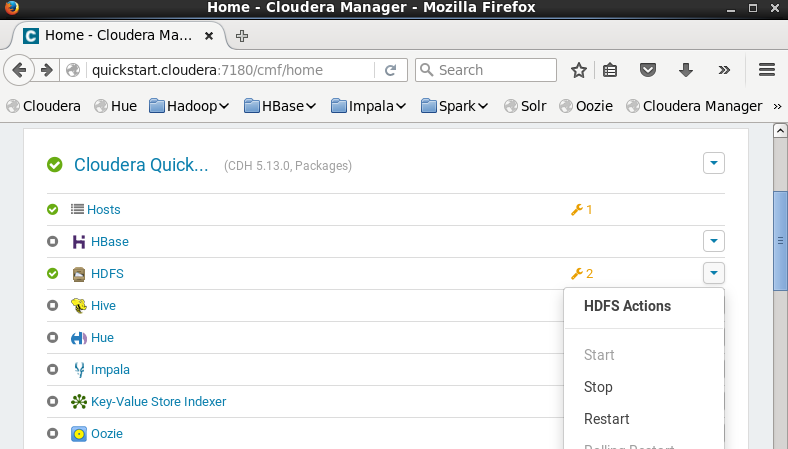 Home - Cloudera Manager - Mozilla Firefox
Home - Cloudera Ma...
quickstart.cloudera:7180/cmf/home
Search
Cloudera Hue Hadoop HBase Impala Spark Solr Oozie Cloudera Manager »
Cloudera Quick... (CDH 5.13.0, Packages)
Hosts 1
HBase
HDFS 2
Hive
HDFS Actions
Hue
Start
Impala
Stop
Key-Value Store Indexer
Restart
Oozie
Rolling Restart